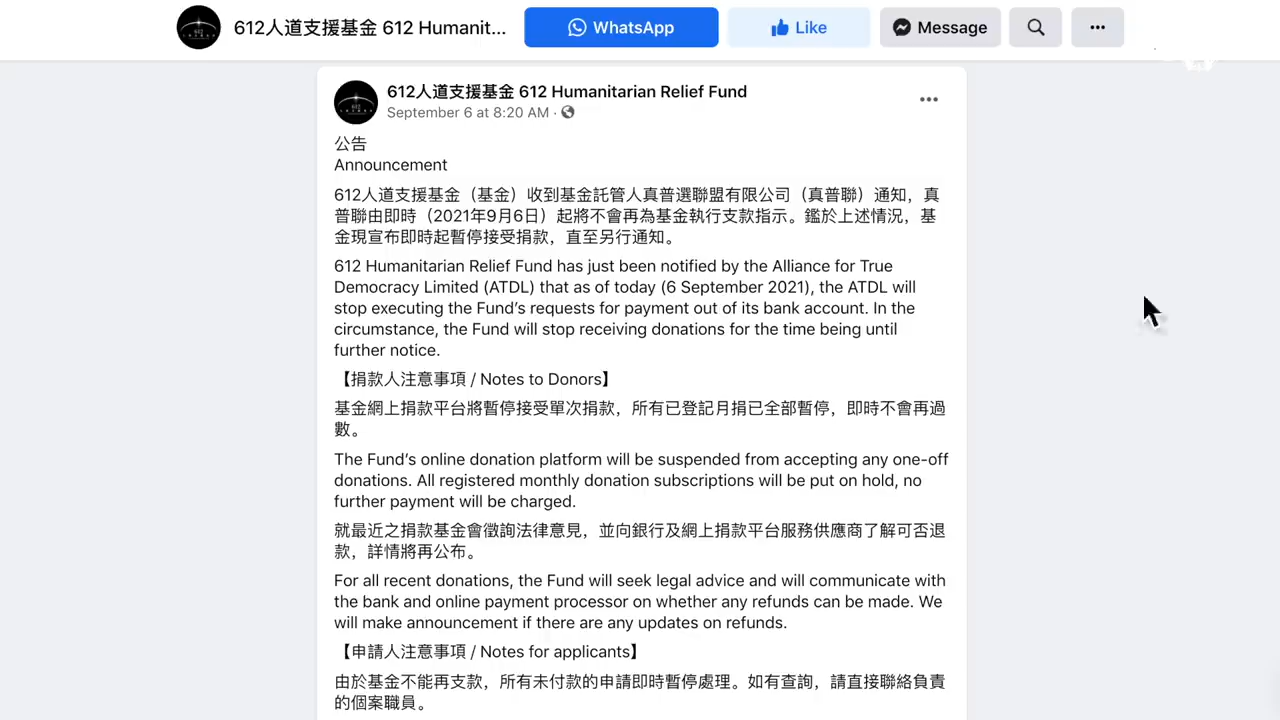 612人道支援基金 612 Humanit...
WhatsApp
Like
Message
612人道支援基金 612 Humanitarian Relief Fund
September 6 at 8:20 AM ·
公告
Announcement
612人道支援基金（基金）收到基金託管人真普選聯盟有限公司（真普聯）通知，真
普聯由即時（2021年9月6日）起將不會再為基金執行支款指示。鑑於上述情況，基
金現宣布即時起暫停接受捐款，直至另行通知。
612 Humanitarian Relief Fund has just been notified by the Alliance for True
Democracy Limited (ATDL) that as of today (6 September 2021), the ATDL will
stop executing the Fund's requests for payment out of its bank account. In the
circumstance, the Fund will stop receiving donations for the time being until
further notice.
【捐款人注意事項 / Notes to Donors】
基金網上捐款平台將暫停接受單次捐款，所有已登記月捐已全部暫停，即時不會再過
數。
The Fund's online donation platform will be suspended from accepting any one-off
donations. All registered monthly donation subscriptions will be put on hold, no
further payment will be charged.
就最近之捐款基金會徵詢法律意見，並向銀行及網上捐款平台服務供應商了解可否退
款，詳情將再公布。
For all recent donations, the Fund will seek legal advice and will communicate with
the bank and online payment processor on whether any refunds can be made. We
will make announcement if there are any updates on refunds.
【申請人注意事項 / Notes for applicants】
由於基金不能再支款，所有未付款的申請即時暫停處理。如有查詢，請直接聯絡負責
的個案職員。